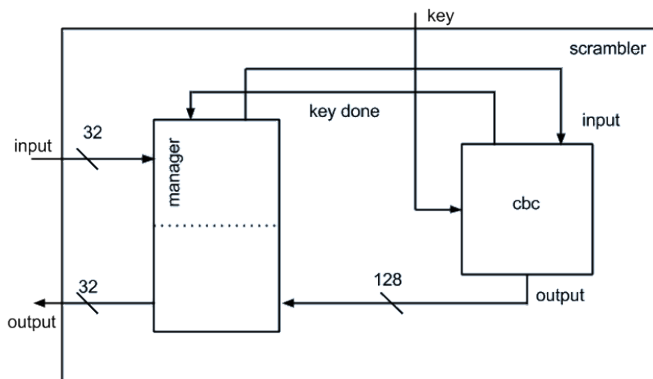 key
scrambler
key done
input
32
input
manager
cbc
32
output
128
output